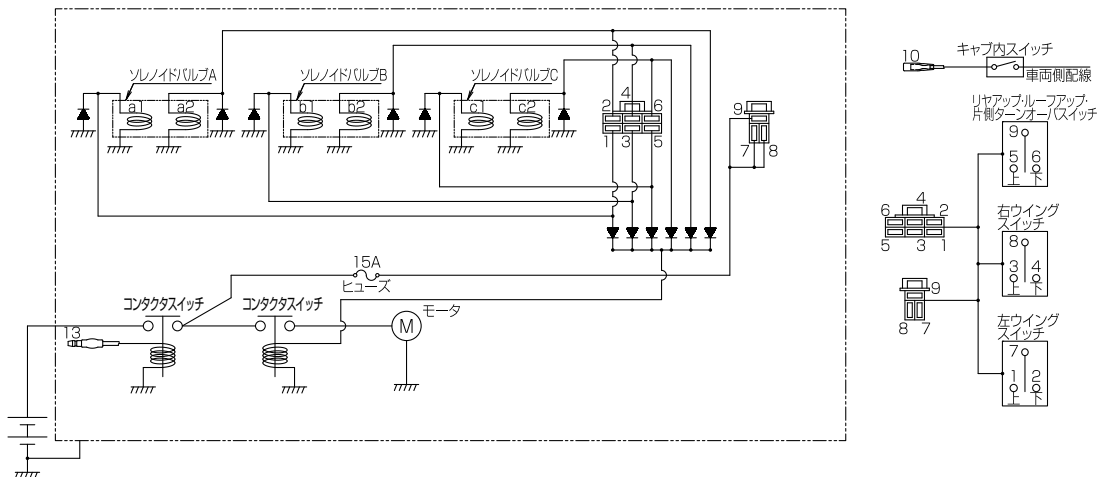 ソレノイドバルブA
ソレノイドバルブB
ソレノイドバルブC
a1 a2
b1 b2
c1 c2
2 4 6
1 3 5
9
7 8
15A
ヒューズ
コンタクタスイッチ
コンタクタスイッチ
モータ
M
13
10
キャブ内スイッチ
車両側配線
リヤアップ・ルーフアップ・
片側ターンオーバスイッチ
9
5 6
上 下
6 4 2
5 3 1
右ウイング
スイッチ
8
3 4
上 下
9
8 7
左ウイング
スイッチ
7
1 2
上 下